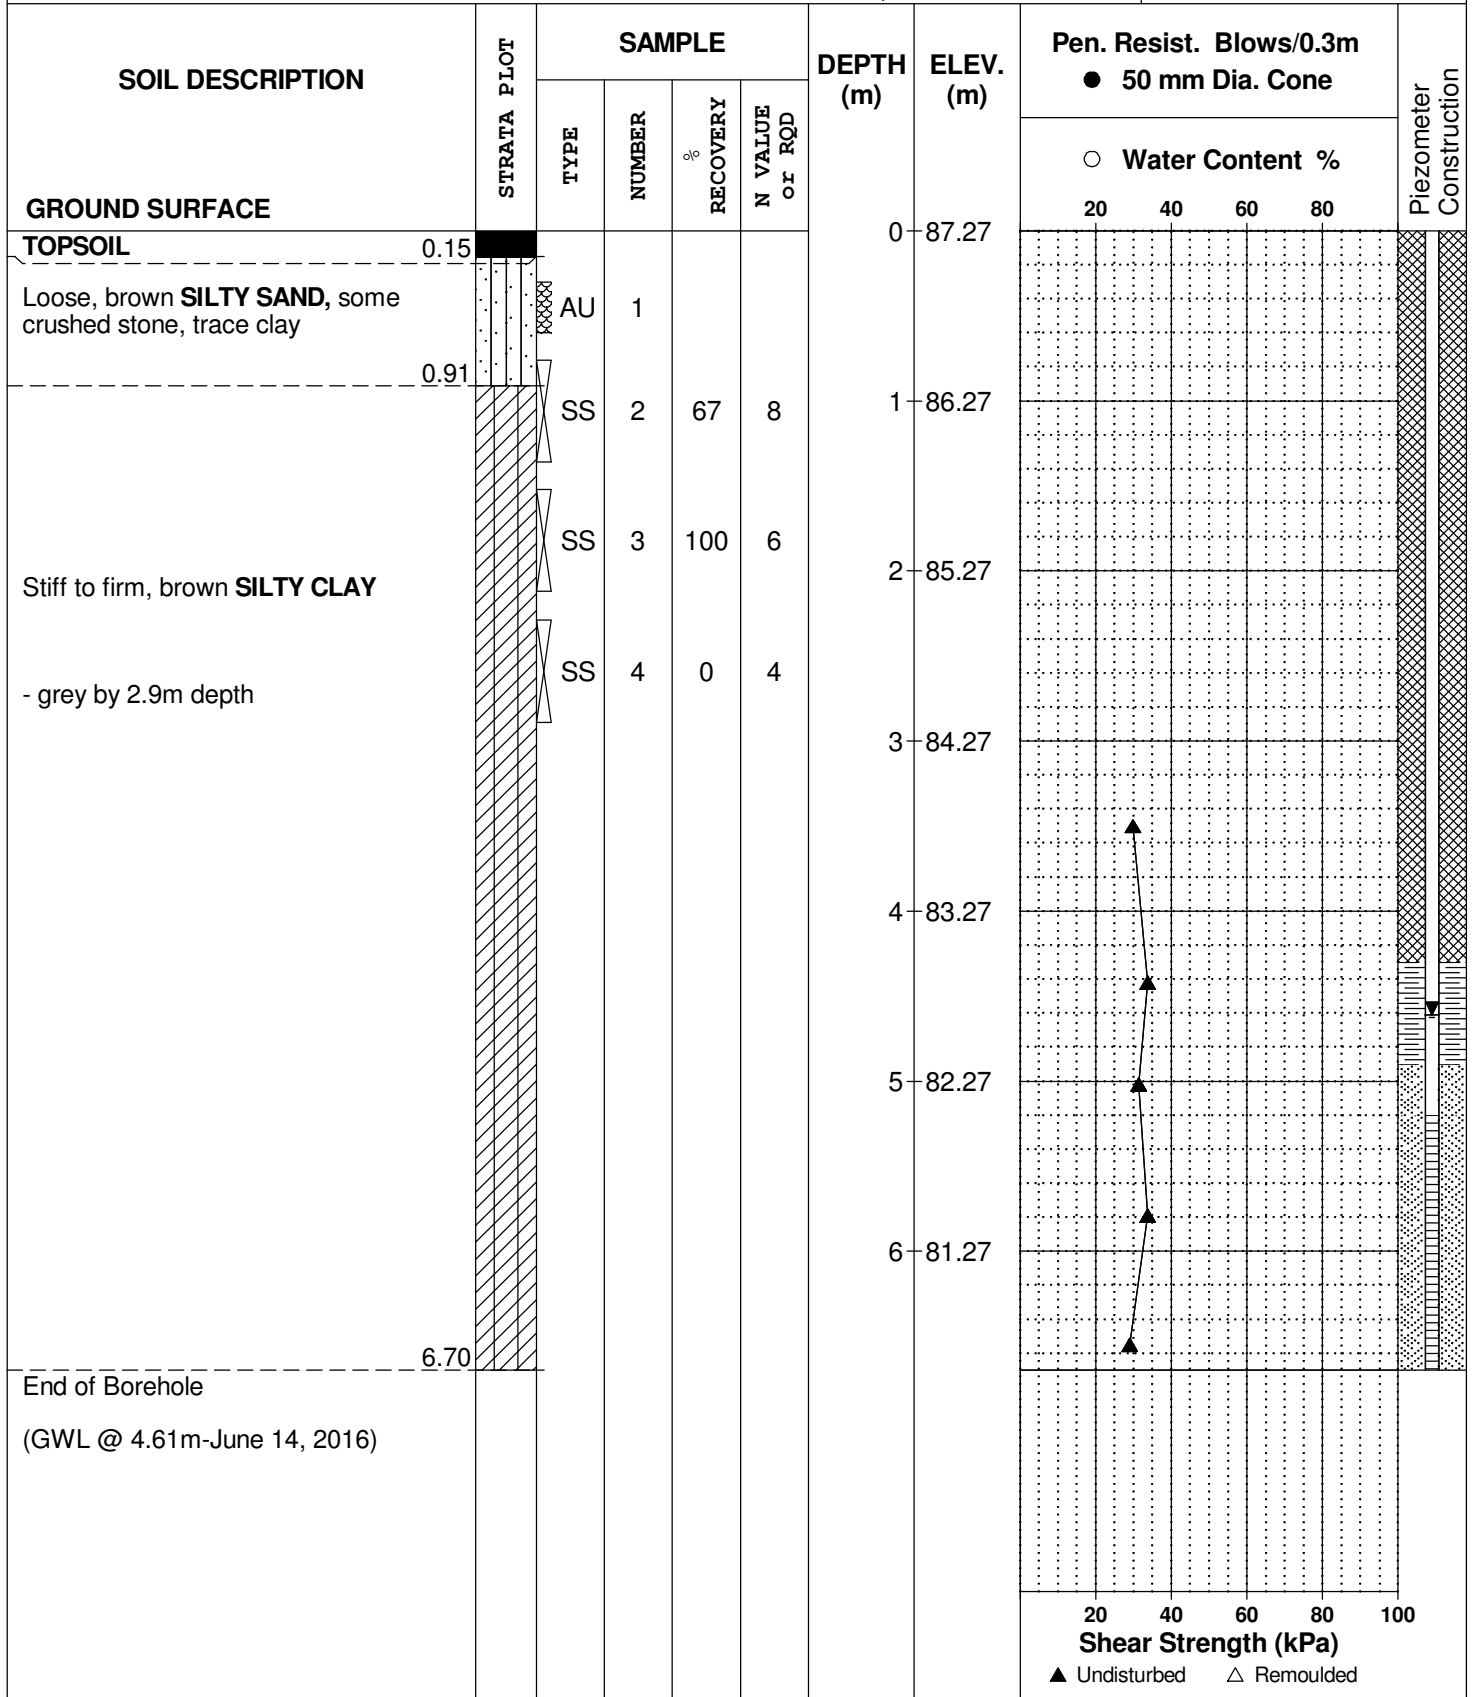 SOIL DESCRIPTION
GROUND SURFACE
STRATA PLOT
SAMPLE
TYPE
NUMBER
% RECOVERY
N VALUE or RQD
DEPTH (m)
ELEV. (m)
Pen. Resist. Blows/0.3m
● 50 mm Dia. Cone
○ Water Content %
20 40 60 80
Piezometer Construction
TOPSOIL 0.15
0 87.27
Loose, brown SILTY SAND, some
crushed stone, trace clay
AU 1
0.91
SS 2 67 8
1 86.27
SS 3 100 6
2 85.27
Stiff to firm, brown SILTY CLAY
SS 4 0 4
- grey by 2.9m depth
3 84.27
4 83.27
5 82.27
6 81.27
6.70
End of Borehole
(GWL @ 4.61m-June 14, 2016)
20 40 60 80 100
Shear Strength (kPa)
▲ Undisturbed △ Remoulded